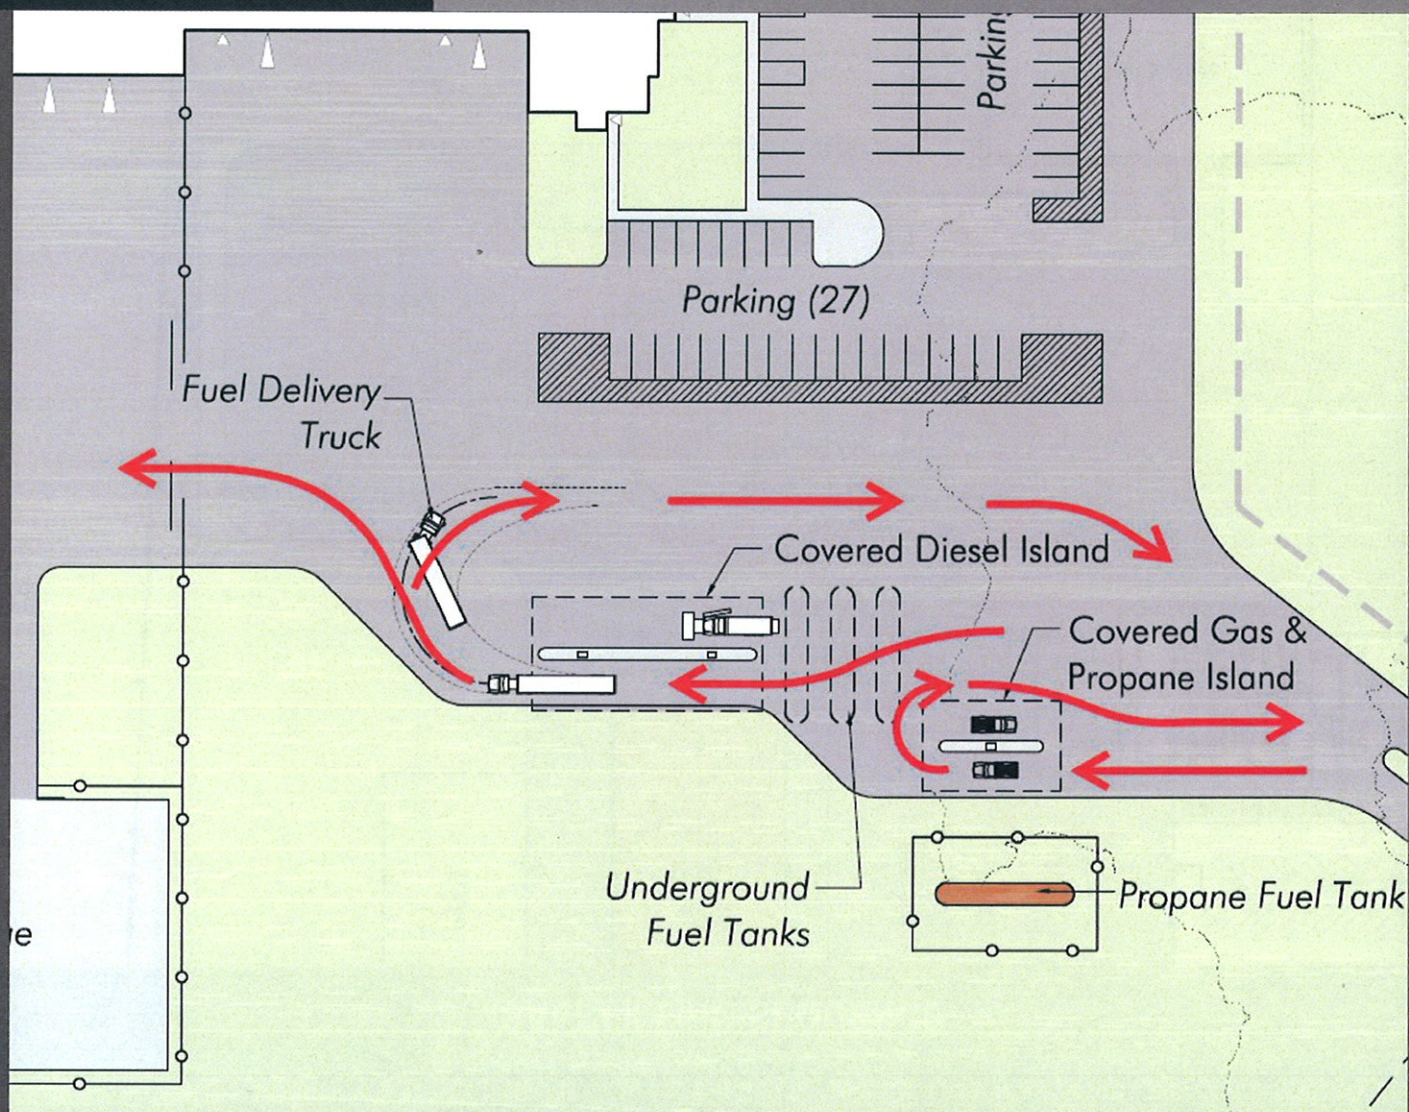 Parking
Parking (27)
Fuel Delivery
Truck
Covered Diesel Island
Covered Gas &
Propane Island
Underground
Fuel Tanks
Propane Fuel Tank